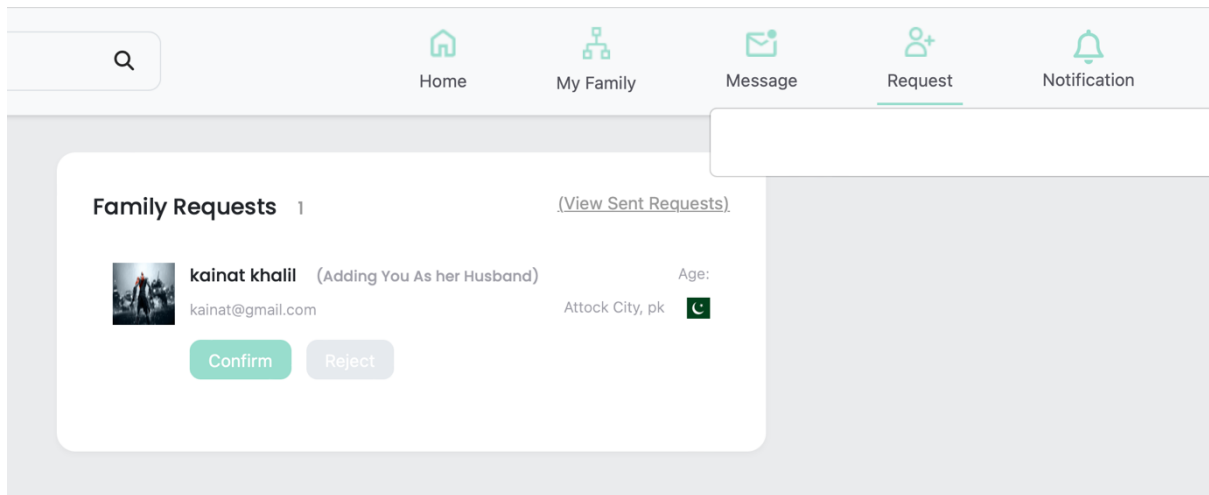 Home
My Family
Message
Request
Notification
Family Requests 1
(View Sent Requests)
kainat khalil (Adding You As her Husband)
Age:
kainat@gmail.com
Attock City, pk
Confirm
Reject